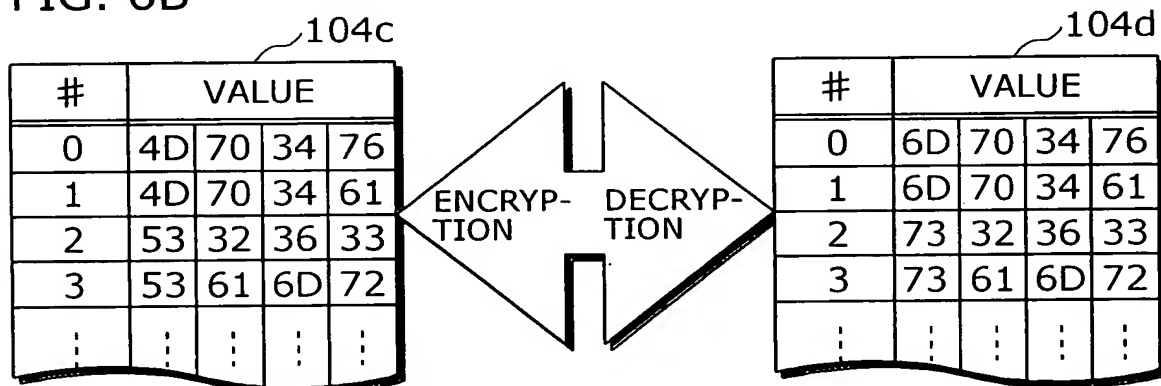 FIG. 6B
104c
# VALUE
0 4D 70 34 76
1 4D 70 34 61
2 53 32 36 33
3 53 61 6D 72
ENCRYP-
TION
DECRYP-
TION
104d
# VALUE
0 6D 70 34 76
1 6D 70 34 61
2 73 32 36 33
3 73 61 6D 72